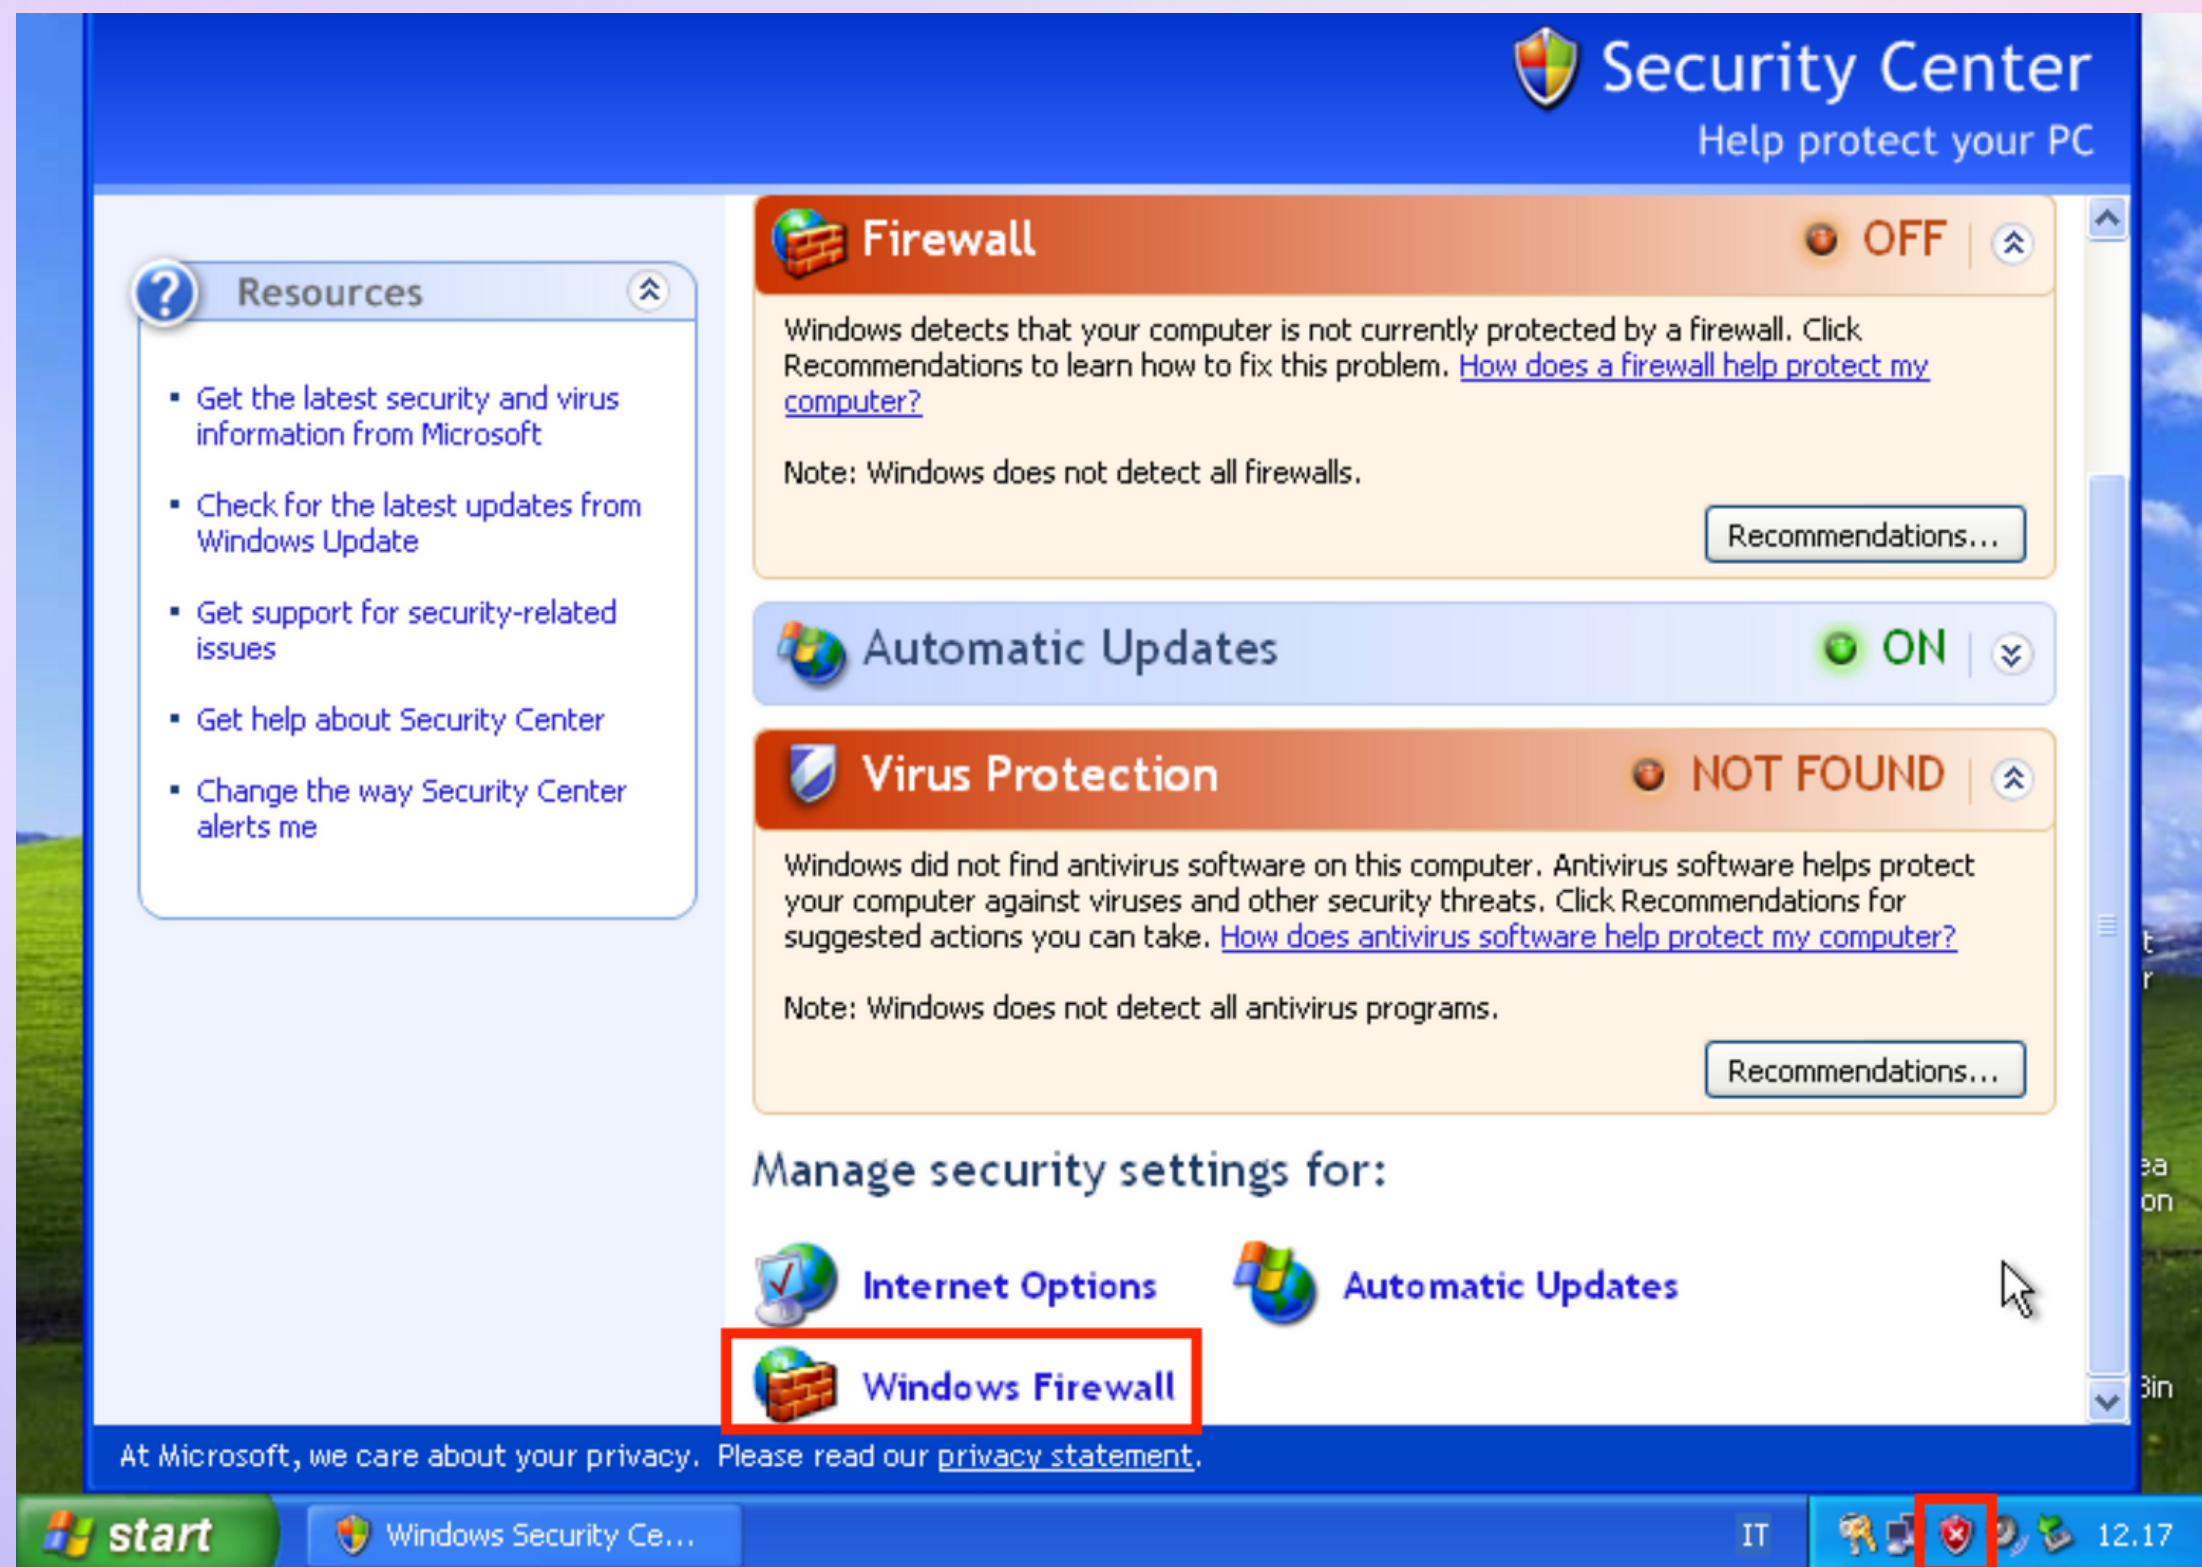 Security Center
Help protect your PC
Resources
Get the latest security and virus
information from Microsoft
Check for the latest updates from
Windows Update
Get support for security-related
issues
Get help about Security Center
Change the way Security Center
alerts me
Firewall
OFF
Windows detects that your computer is not currently protected by a firewall. Click
Recommendations to learn how to fix this problem. How does a firewall help protect my
computer?
Note: Windows does not detect all firewalls.
Recommendations...
Automatic Updates
ON
Virus Protection
NOT FOUND
Windows did not find antivirus software on this computer. Antivirus software helps protect
your computer against viruses and other security threats. Click Recommendations for
suggested actions you can take. How does antivirus software help protect my computer?
Note: Windows does not detect all antivirus programs.
Recommendations...
Manage security settings for:
Internet Options
Automatic Updates
Windows Firewall
At Microsoft, we care about your privacy. Please read our privacy statement.
t
r
ea
on
Bin
start
Windows Security Ce...
IT
12.17